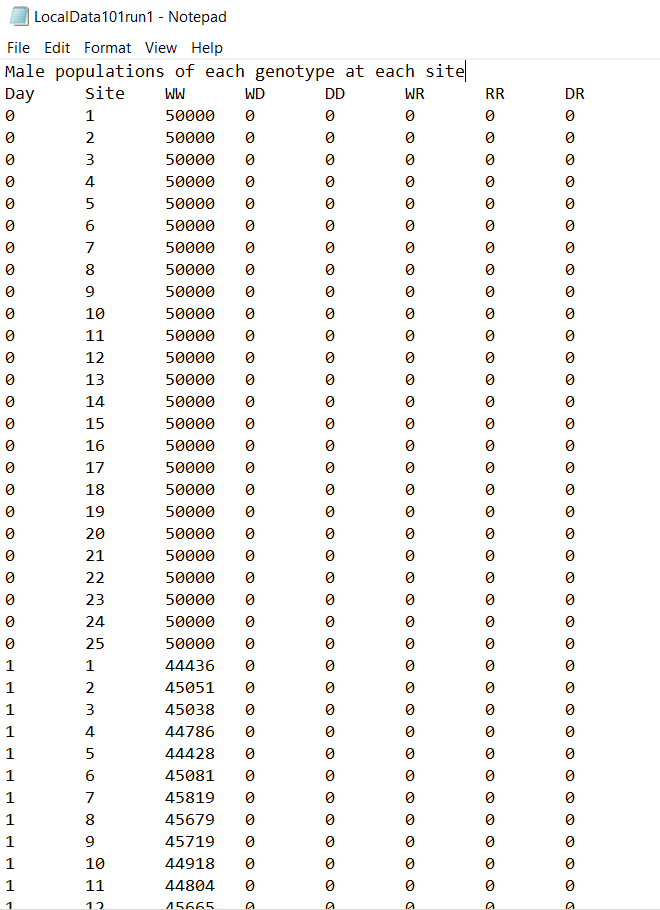 LocalData101run1 - Notepad
File Edit Format View Help
Male populations of each genotype at each site
Day Site WW WD DD WR RR DR
0 1 50000 0 0 0 0 0
0 2 50000 0 0 0 0 0
0 3 50000 0 0 0 0 0
0 4 50000 0 0 0 0 0
0 5 50000 0 0 0 0 0
0 6 50000 0 0 0 0 0
0 7 50000 0 0 0 0 0
0 8 50000 0 0 0 0 0
0 9 50000 0 0 0 0 0
0 10 50000 0 0 0 0 0
0 11 50000 0 0 0 0 0
0 12 50000 0 0 0 0 0
0 13 50000 0 0 0 0 0
0 14 50000 0 0 0 0 0
0 15 50000 0 0 0 0 0
0 16 50000 0 0 0 0 0
0 17 50000 0 0 0 0 0
0 18 50000 0 0 0 0 0
0 19 50000 0 0 0 0 0
0 20 50000 0 0 0 0 0
0 21 50000 0 0 0 0 0
0 22 50000 0 0 0 0 0
0 23 50000 0 0 0 0 0
0 24 50000 0 0 0 0 0
0 25 50000 0 0 0 0 0
1 1 44436 0 0 0 0 0
1 2 45051 0 0 0 0 0
1 3 45038 0 0 0 0 0
1 4 44786 0 0 0 0 0
1 5 44428 0 0 0 0 0
1 6 45081 0 0 0 0 0
1 7 45819 0 0 0 0 0
1 8 45679 0 0 0 0 0
1 9 45719 0 0 0 0 0
1 10 44918 0 0 0 0 0
1 11 44804 0 0 0 0 0
1 12 45665 0 0 0 0 0